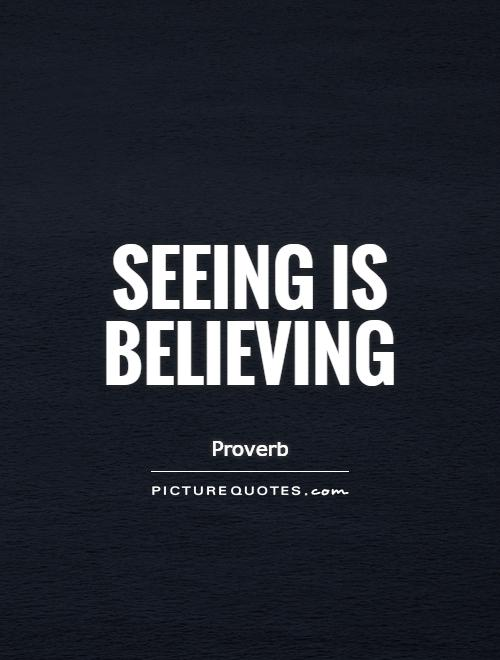 SEEING IS
BELIEVING
Proverb
PICTUREQUOTES.com